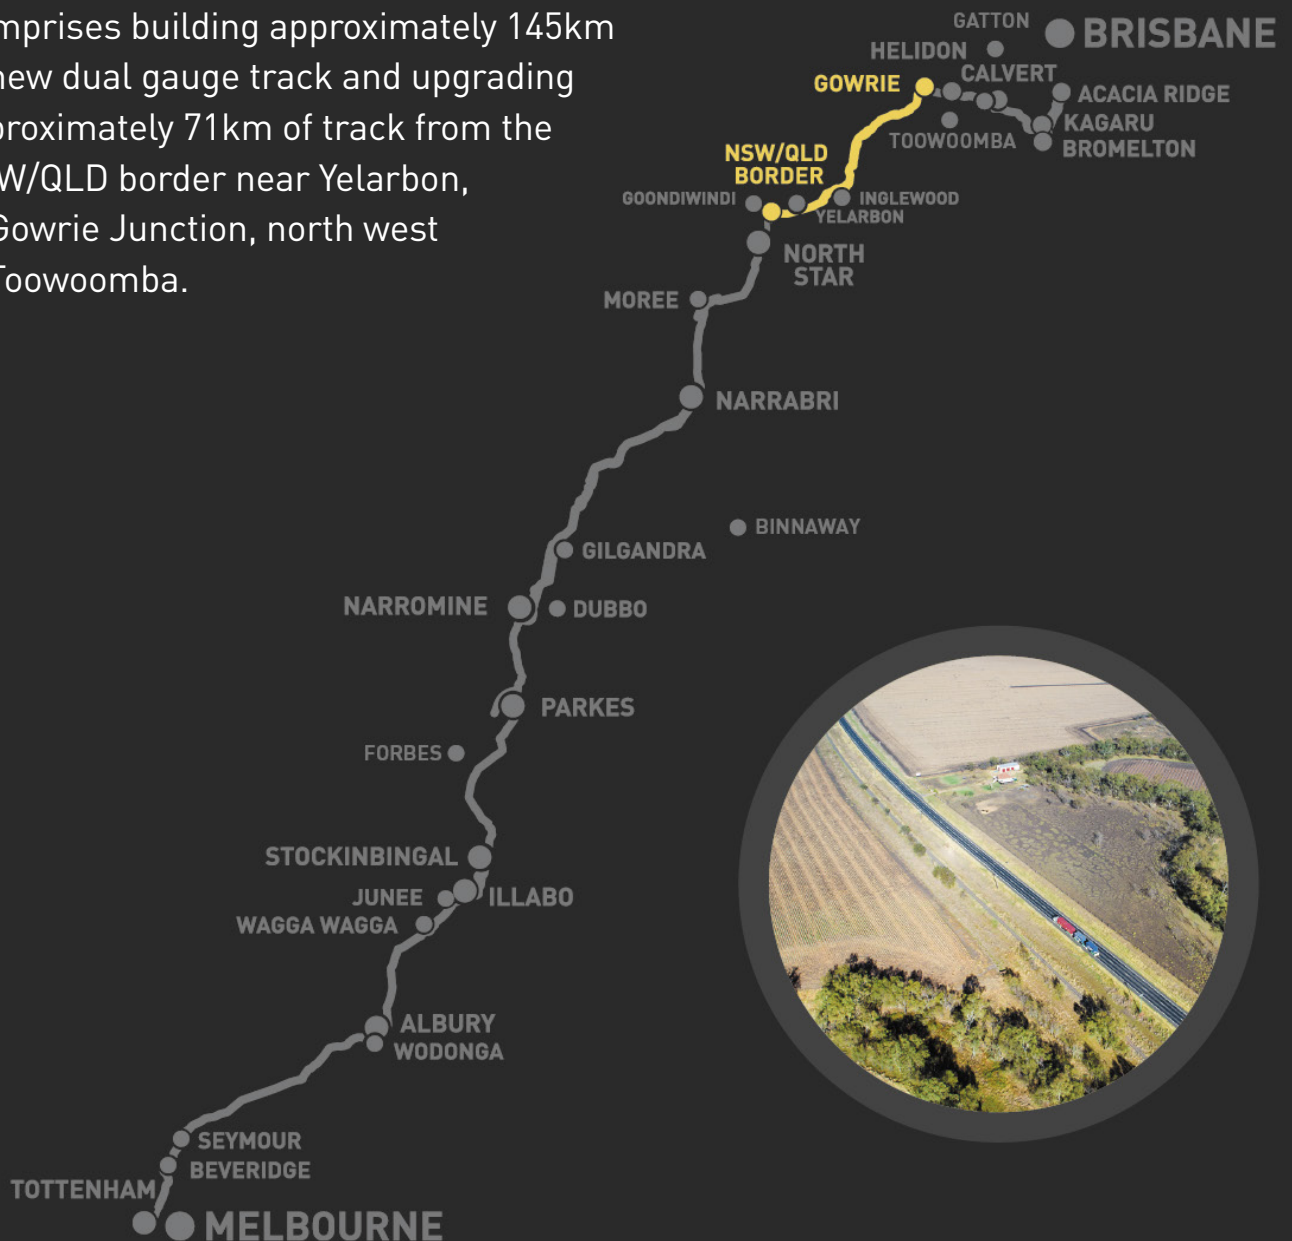 mprises building approximately 145km
new dual gauge track and upgrading
proximately 71km of track from the
W/QLD border near Yelarbon,
Gowrie Junction, north west
Toowoomba.
GATTON
BRISBANE
HELIDON
CALVERT
GOWRIE
ACACIA RIDGE
KAGARU
TOOWOOMBA
BROMELTON
NSW/QLD
BORDER
GOONDIWINDI
INGLEWOOD
YELARBON
NORTH
STAR
MOREE
NARRABRI
BINNAWAY
GILGANDRA
NARROMINE
DUBBO
PARKES
FORBES
STOCKINBINGAL
JUNEE
ILLABO
WAGGA WAGGA
ALBURY
WODONGA
SEYMOUR
BEVERIDGE
TOTTENHAM
MELBOURNE